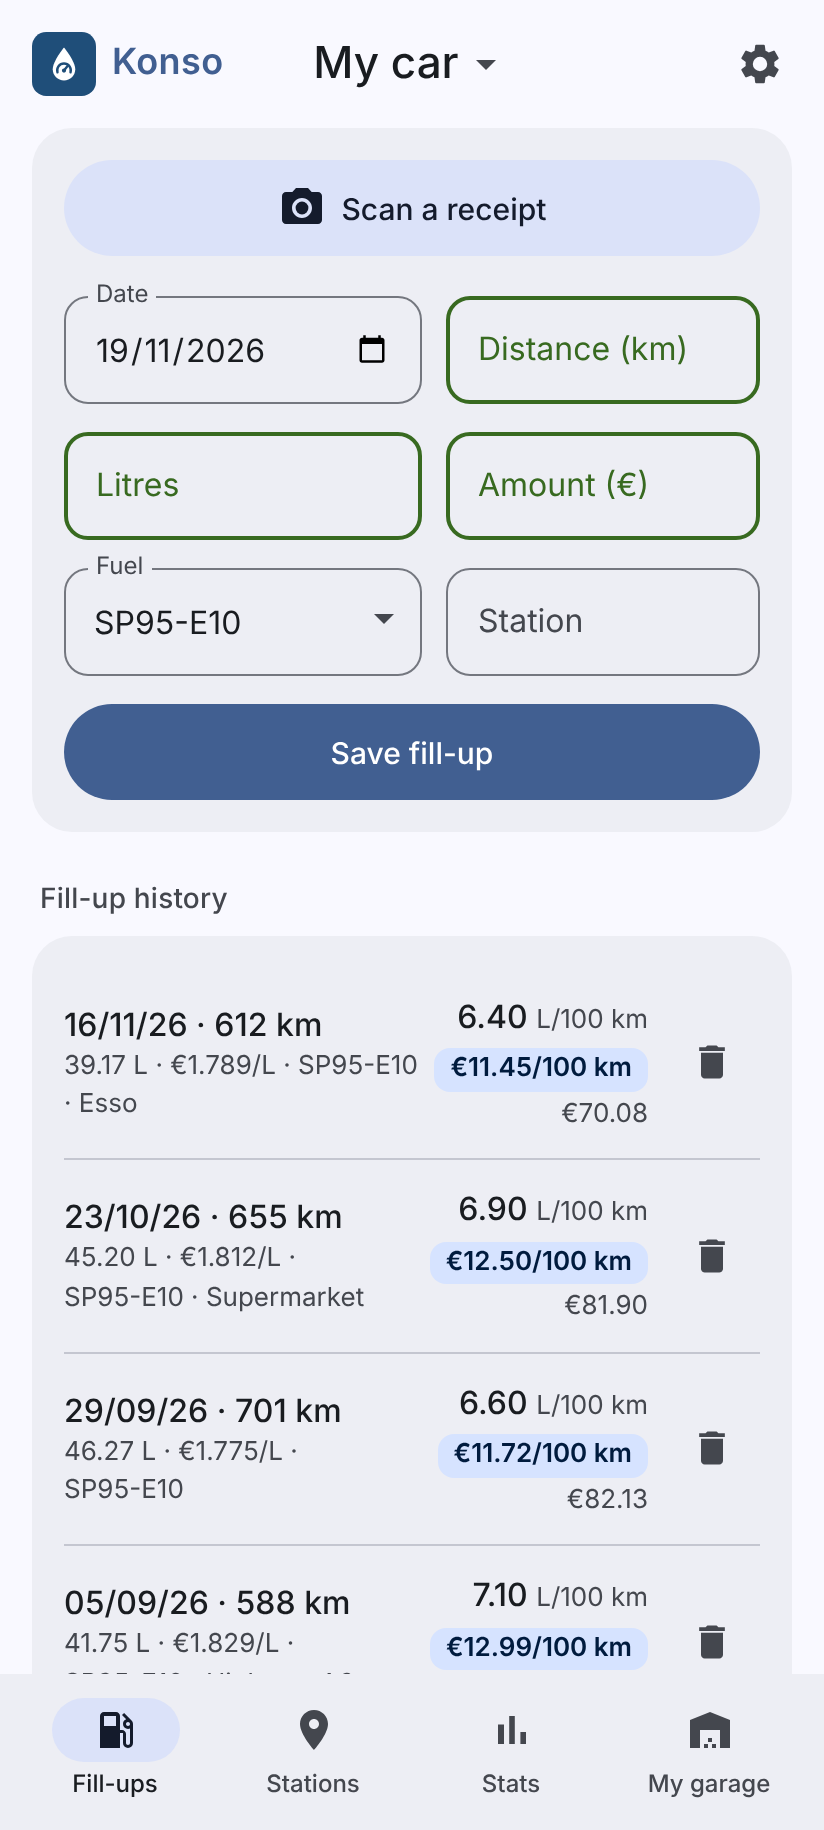 Konso
My car
Scan a receipt
Date
19/11/2026
Distance (km)
Litres
Amount (€)
Fuel
SP95-E10
Station
Save fill-up
Fill-up history
16/11/26 · 612 km
39.17 L · €1.789/L · SP95-E10
· Esso
6.40 L/100 km
€11.45/100 km
€70.08
23/10/26 · 655 km
45.20 L · €1.812/L ·
SP95-E10 · Supermarket
6.90 L/100 km
€12.50/100 km
€81.90
29/09/26 · 701 km
46.27 L · €1.775/L ·
SP95-E10
6.60 L/100 km
€11.72/100 km
€82.13
05/09/26 · 588 km
41.75 L · €1.829/L ·
7.10 L/100 km
€12.99/100 km
Fill-ups
Stations
Stats
My garage